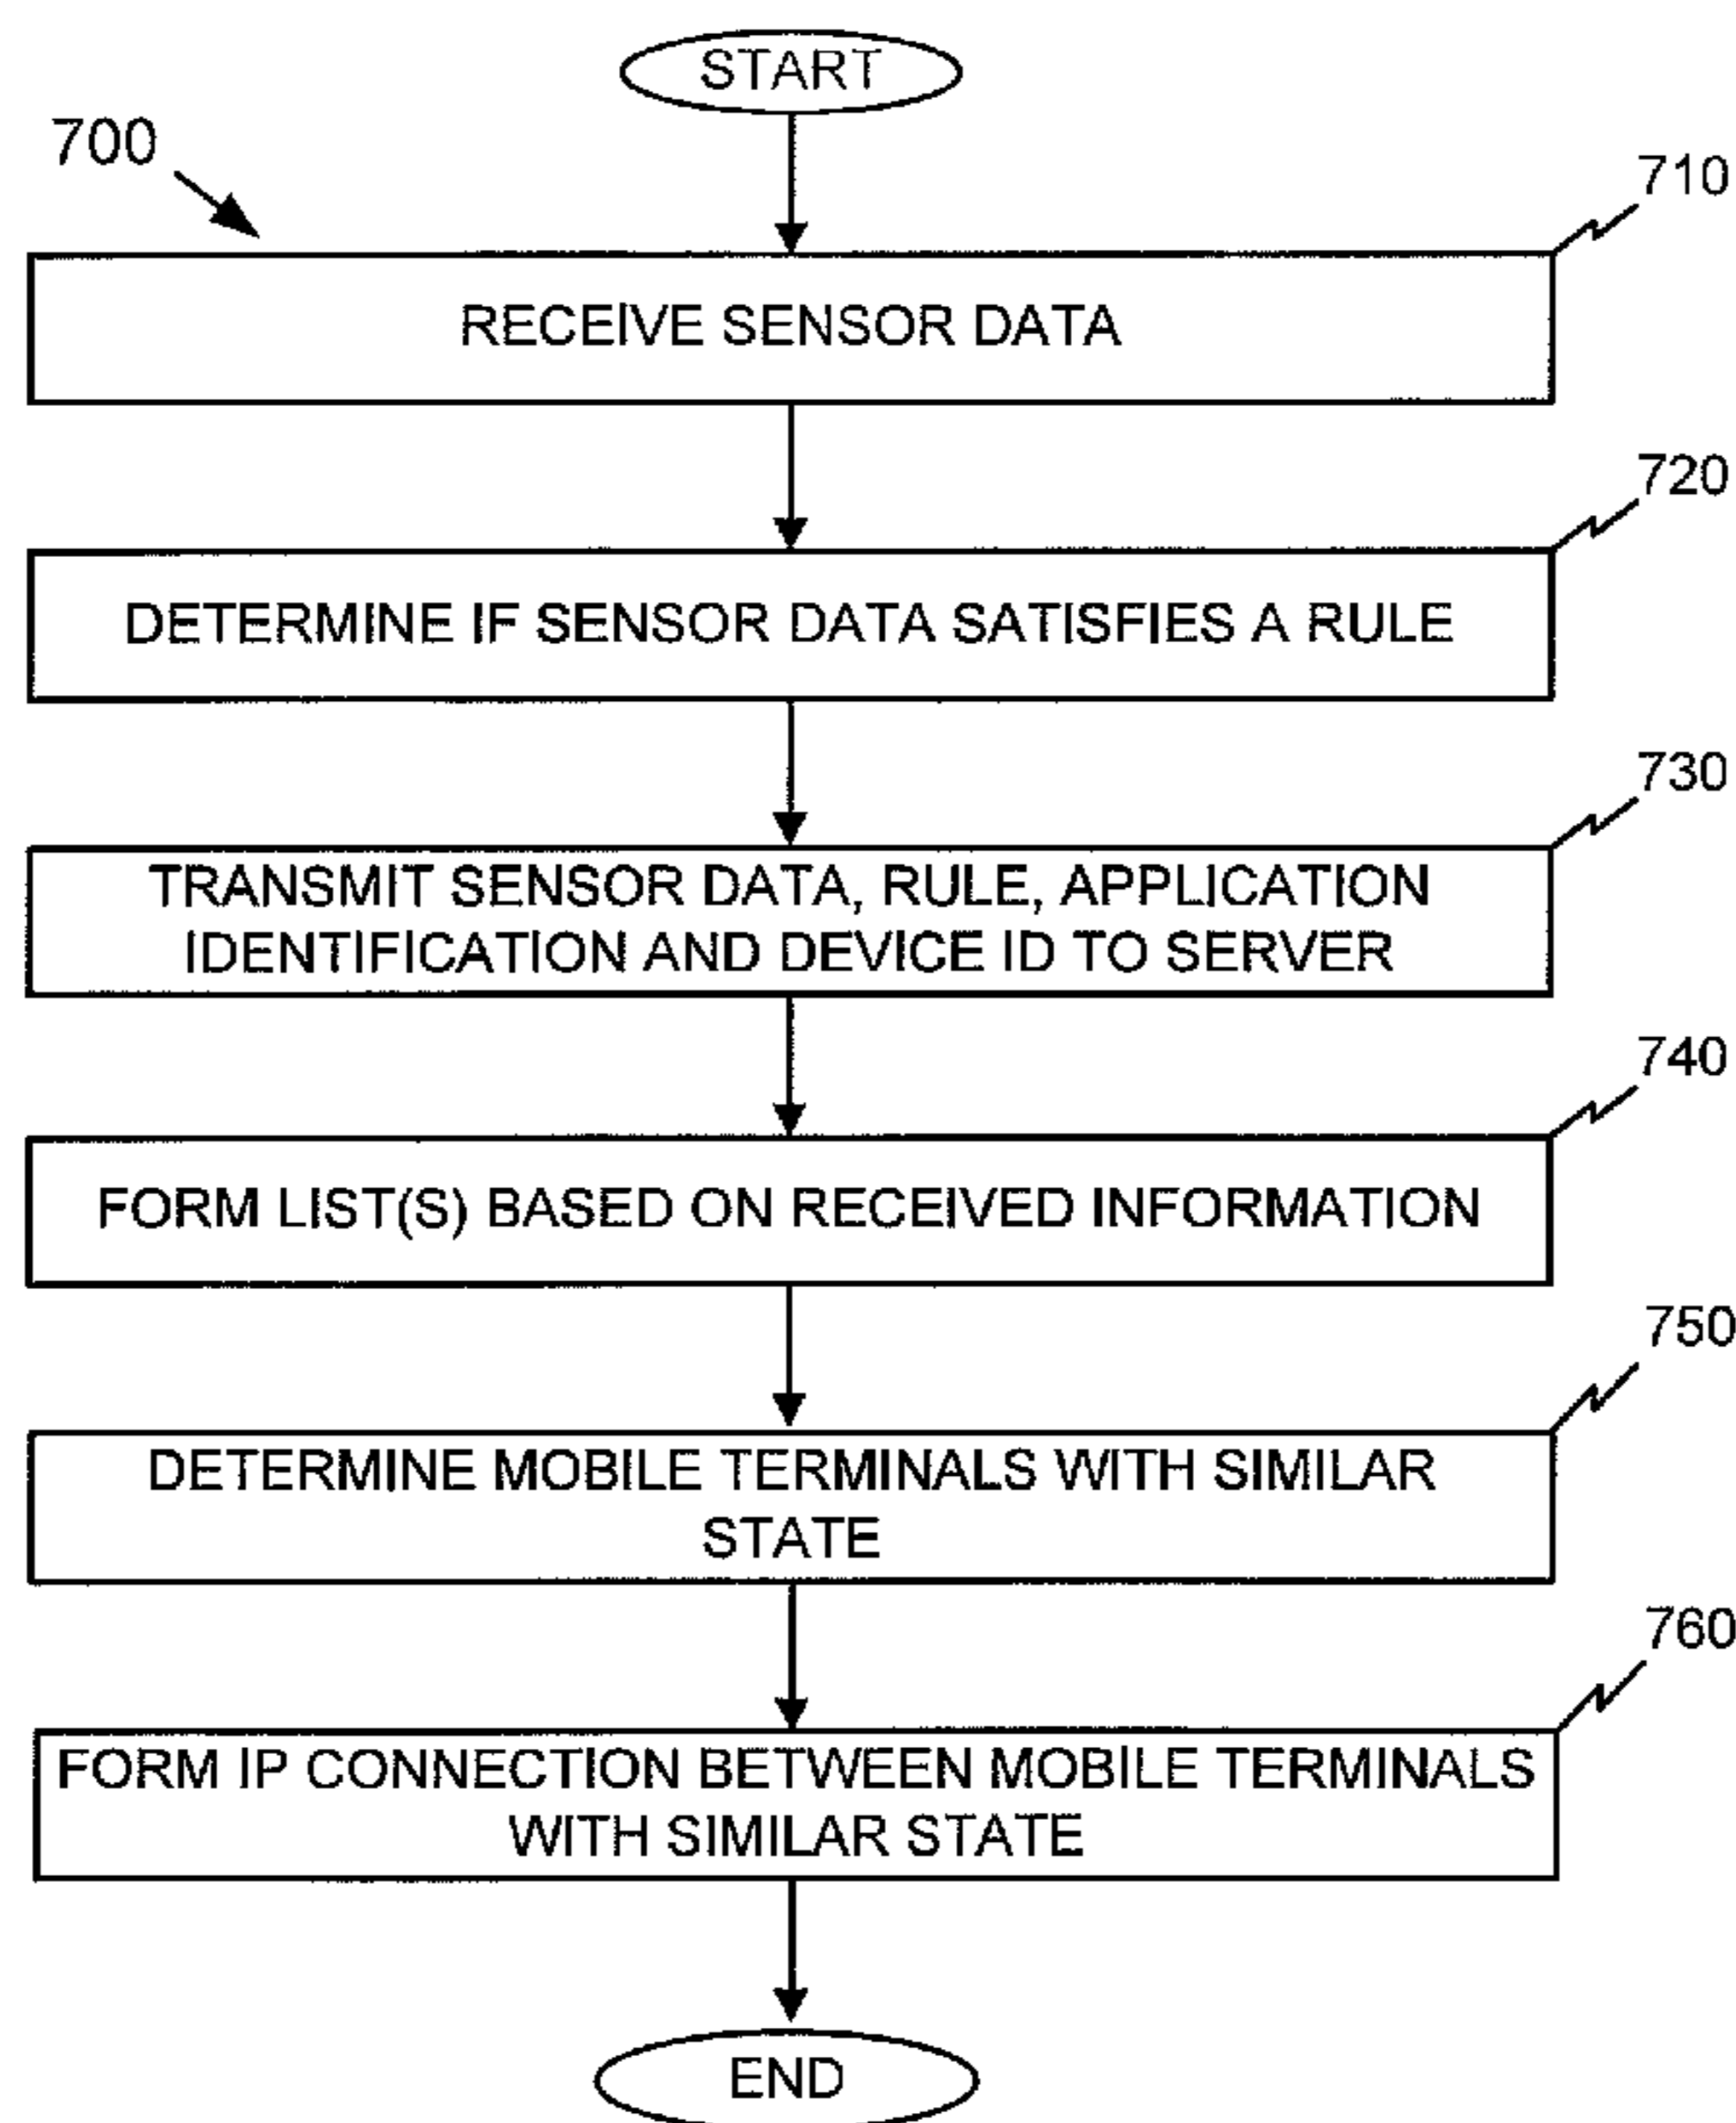 START
700
710
RECEIVE SENSOR DATA
720
DETERMINE IF SENSOR DATA SATISFIES A RULE
730
TRANSMIT SENSOR DATA, RULE, APPLICATION
IDENTIFICATION AND DEVICE ID TO SERVER
740
FORM LIST(S) BASED ON RECEIVED INFORMATION
750
DETERMINE MOBILE TERMINALS WITH SIMILAR
STATE
760
FORM IP CONNECTION BETWEEN MOBILE TERMINALS
WITH SIMILAR STATE
END